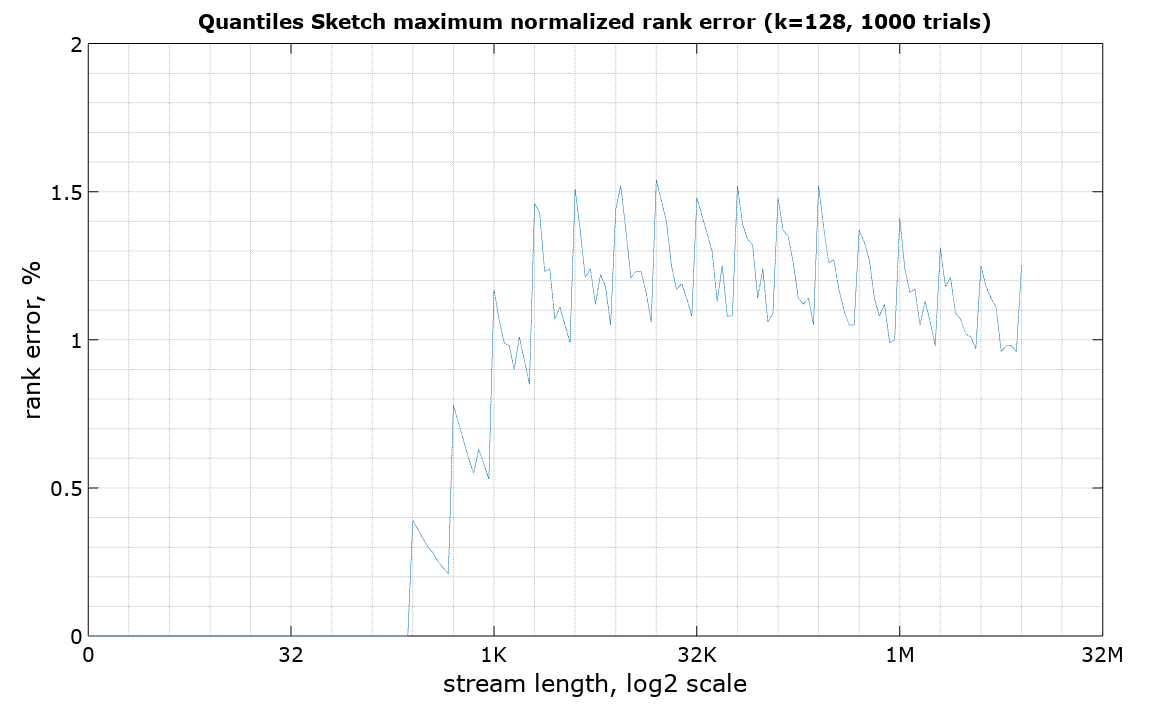 Quantiles Sketch maximum normalized rank error (k=128, 1000 trials)
2
1.5
1
0.5
0
rank error, %
0 32 1K 32K 1M 32M
stream length, log2 scale